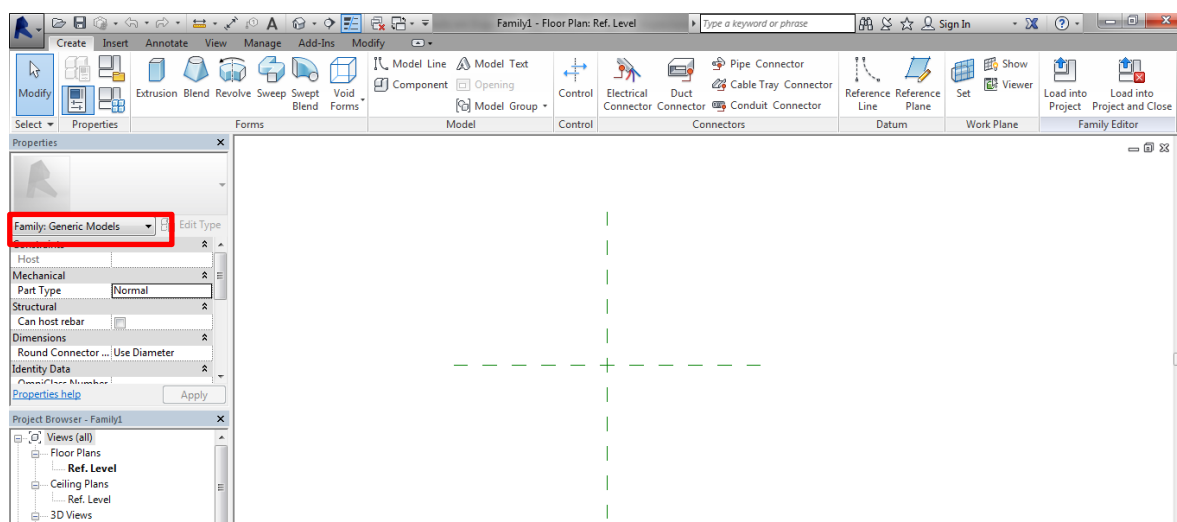 Family1 - Floor Plan: Ref. Level
Type a keyword or phrase
Sign In
Create Insert Annotate View Manage Add-Ins Modify
Modify
Extrusion Blend Revolve Sweep Swept Blend Void Forms
Model Line Model Text
Component Opening
Model Group
Control
Electrical Connector Duct Connector
Pipe Connector
Cable Tray Connector
Conduit Connector
Reference Line Reference Plane
Set
Show
Viewer
Load into Project Load into Project and Close
Select Properties Forms Model Control Connectors Datum Work Plane Family Editor
Properties
Family: Generic Models Edit Type
Constraints
Host
Mechanical
Part Type Normal
Structural
Can host rebar
Dimensions
Round Connector ... Use Diameter
Identity Data
OmniClass Number
Properties help Apply
Project Browser - Family1
Views (all)
Floor Plans
Ref. Level
Ceiling Plans
Ref. Level
3D Views